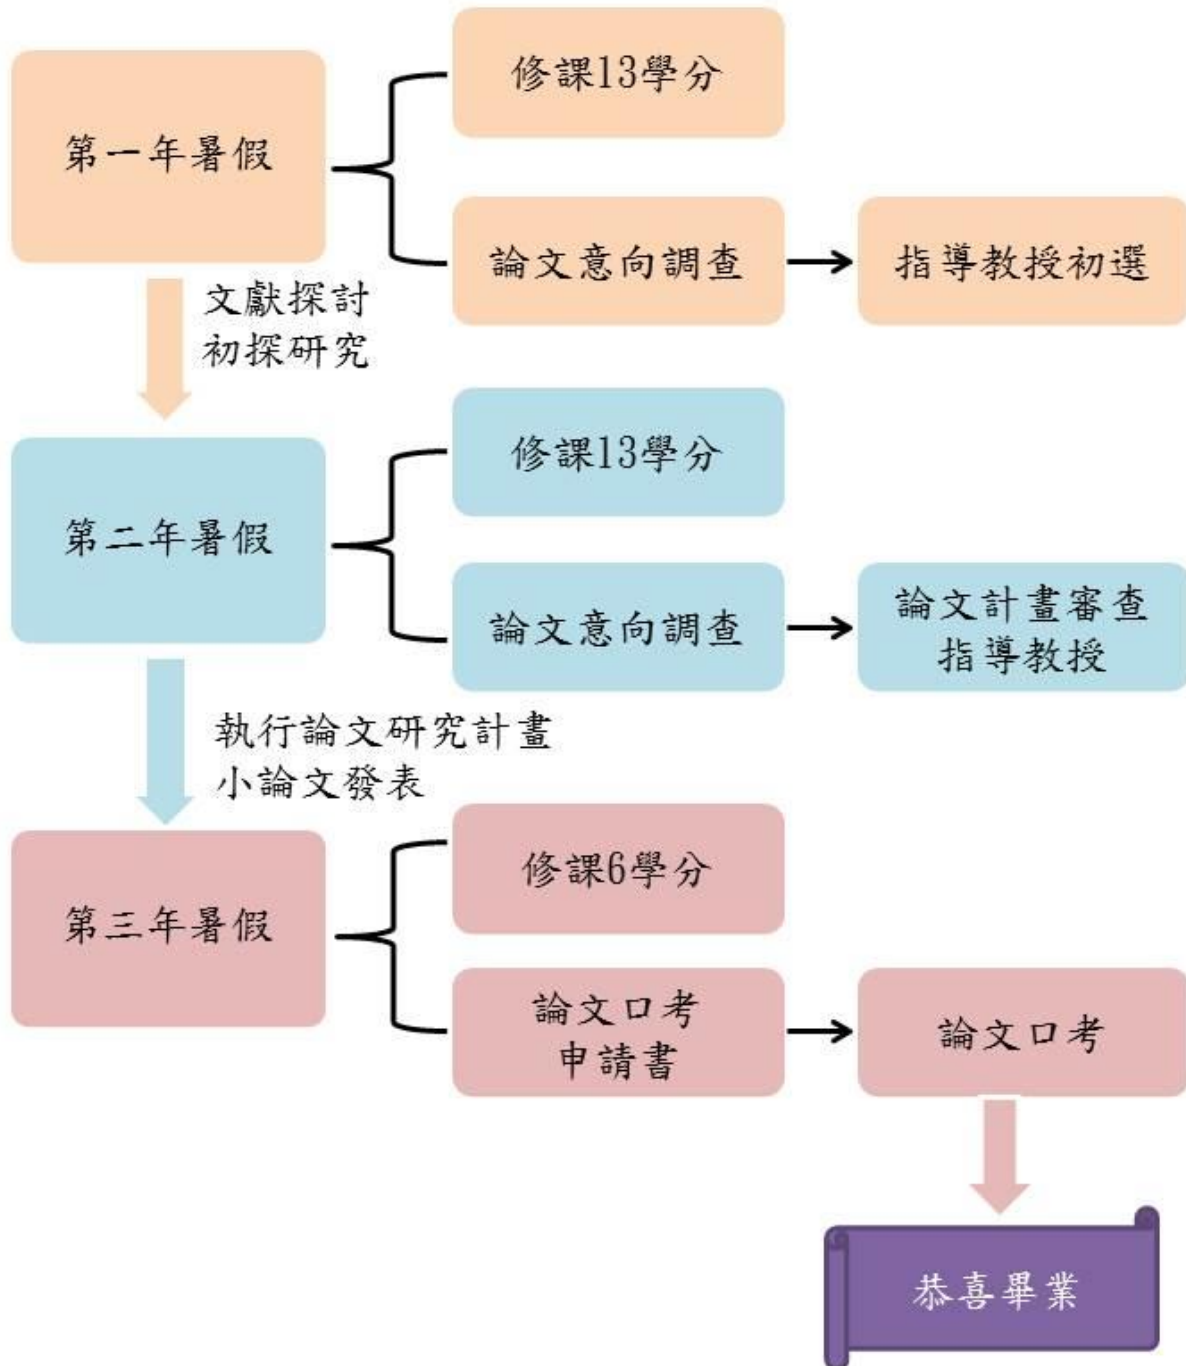 修課13學分
第一年暑假
論文意向調查
指導教授初選
文獻探討
初探研究
修課13學分
第二年暑假
論文意向調查
論文計畫審查
指導教授
執行論文研究計畫
小論文發表
修課6學分
第三年暑假
論文口考
申請書
論文口考
恭喜畢業